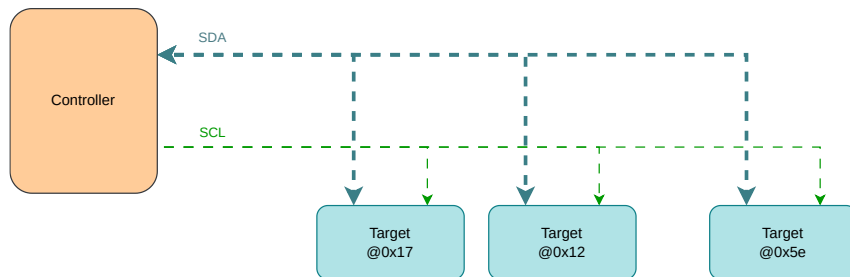 SDA
Controller
SCL
Target
@0x17
Target
@0x12
Target
@0x5e